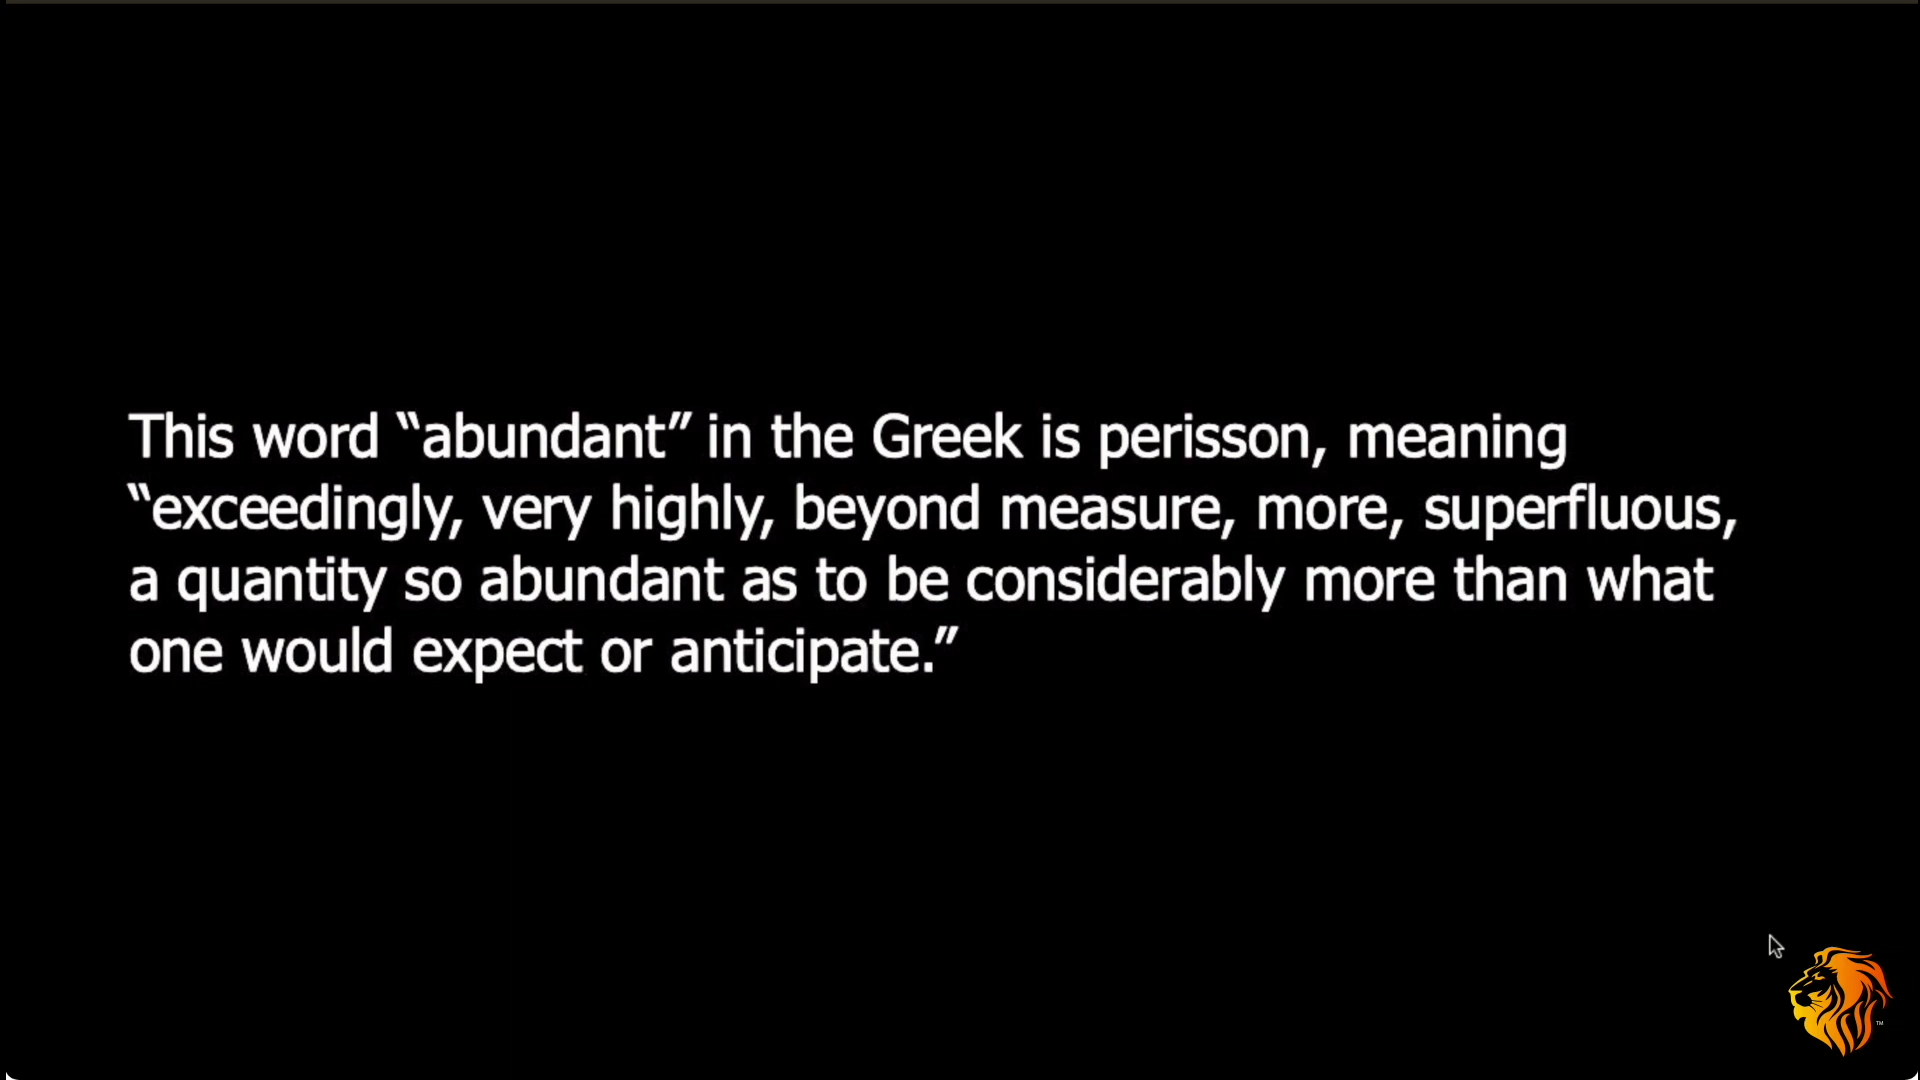 This word “abundant” in the Greek is perisson, meaning
“exceedingly, very highly, beyond measure, more, superfluous,
a quantity so abundant as to be considerably more than what
one would expect or anticipate.”
TM